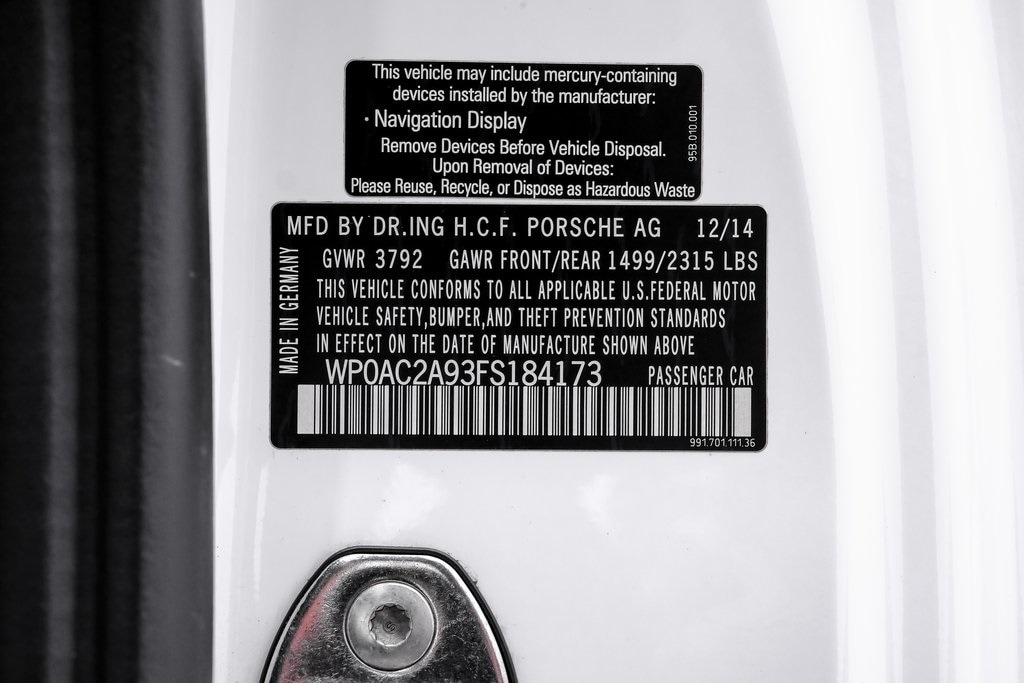 This vehicle may include mercury-containing
devices installed by the manufacturer:
· Navigation Display
Remove Devices Before Vehicle Disposal.
Upon Removal of Devices:
Please Reuse, Recycle, or Dispose as Hazardous Waste
95B.010.001
MFD BY DR.ING H.C.F. PORSCHE AG 12/14
GVWR 3792 GAWR FRONT/REAR 1499/2315 LBS
THIS VEHICLE CONFORMS TO ALL APPLICABLE U.S.FEDERAL MOTOR
VEHICLE SAFETY,BUMPER,AND THEFT PREVENTION STANDARDS
IN EFFECT ON THE DATE OF MANUFACTURE SHOWN ABOVE
MADE IN GERMANY
WP0AC2A93FS184173 PASSENGER CAR
991.701.111.36